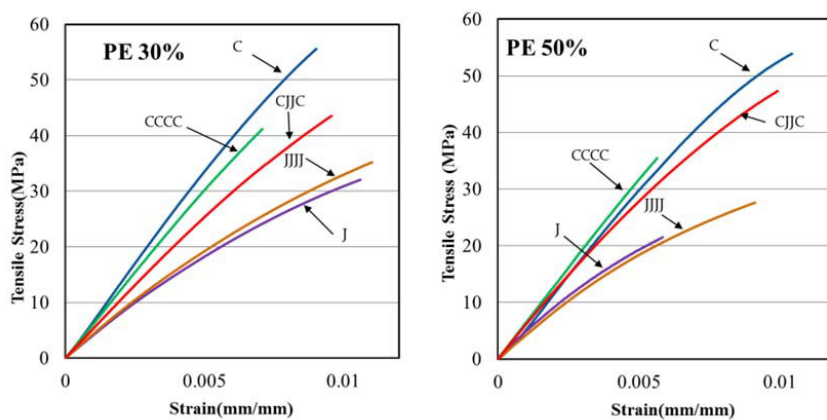 PE 30%
Tensile Stress(MPa)
60
50
40
30
20
10
0
C
CCCC
CJJC
JJJJ
J
0
0.005
0.01
Strain(mm/mm)
PE 50%
Tensile Stress (MPa)
60
50
40
30
20
10
0
C
CJJC
CCCC
JJJJ
J
0
0.005
0.01
Strain(mm/mm)